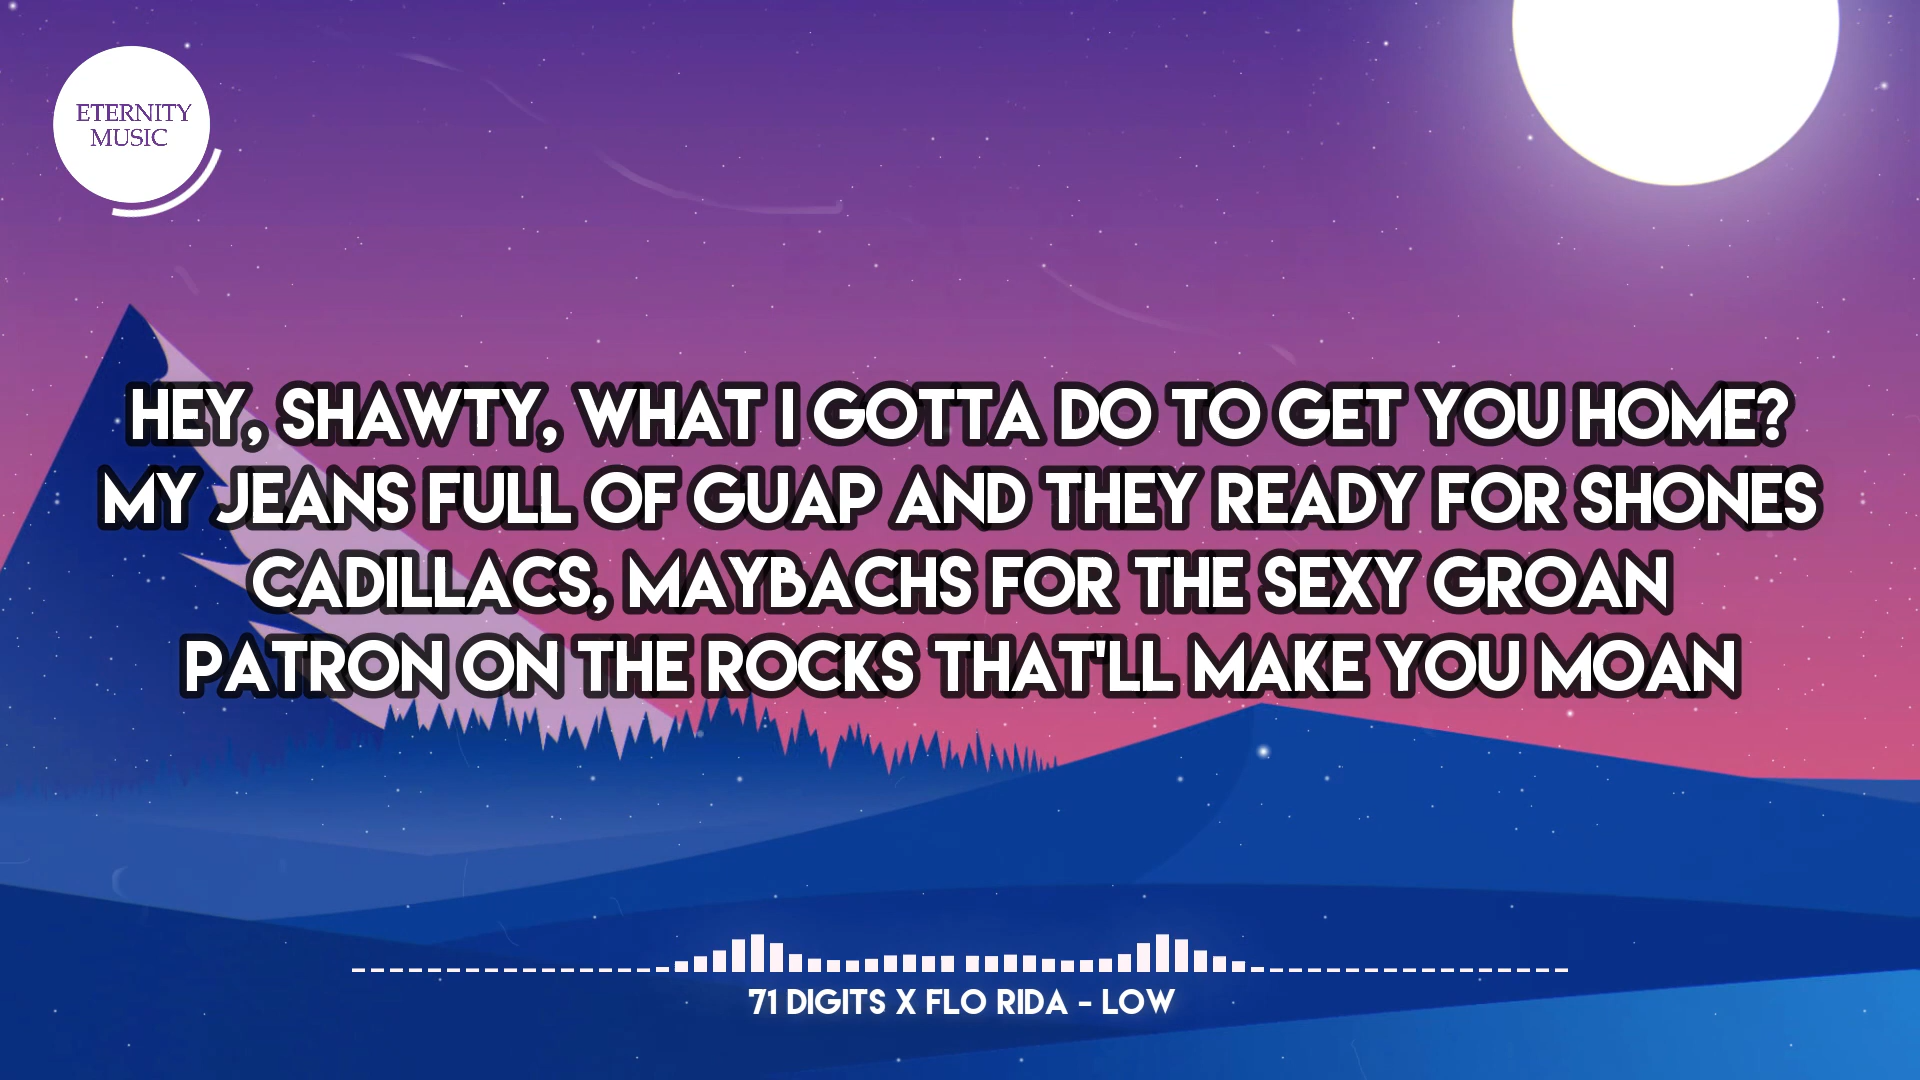 ETERNITY
MUSIC
HEY, SHAWTY, WHAT I GOTTA DO TO GET YOU HOME?
MY JEANS FULL OF GUAP AND THEY READY FOR SHONES
CADILLACS, MAYBACHS FOR THE SEXY GROAN
PATRON ON THE ROCKS THAT'LL MAKE YOU MOAN
71 DIGITS X FLO RIDA - LOW